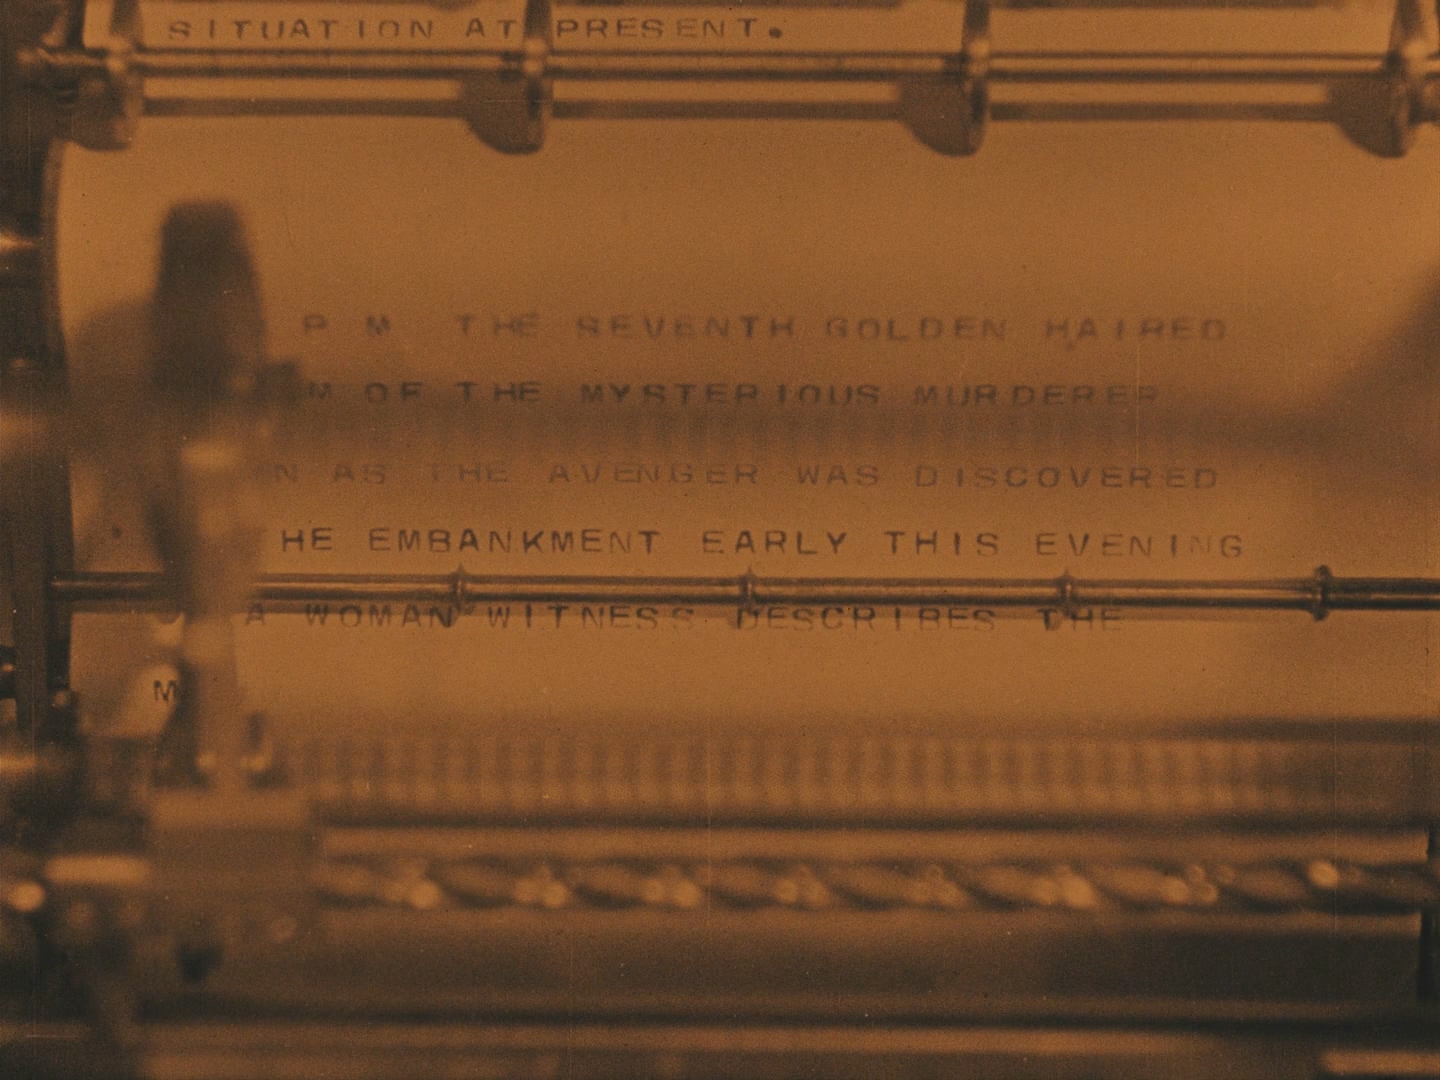 SITUATION AT PRESENT.
P M THE SEVENTH GOLDEN HAIRED
M OF THE MYSTERIOUS MURDERER
N AS THE AVENGER WAS DISCOVERED
HE EMBANKMENT EARLY THIS EVENING
A WOMAN WITNESS DESCRIBES THE
M